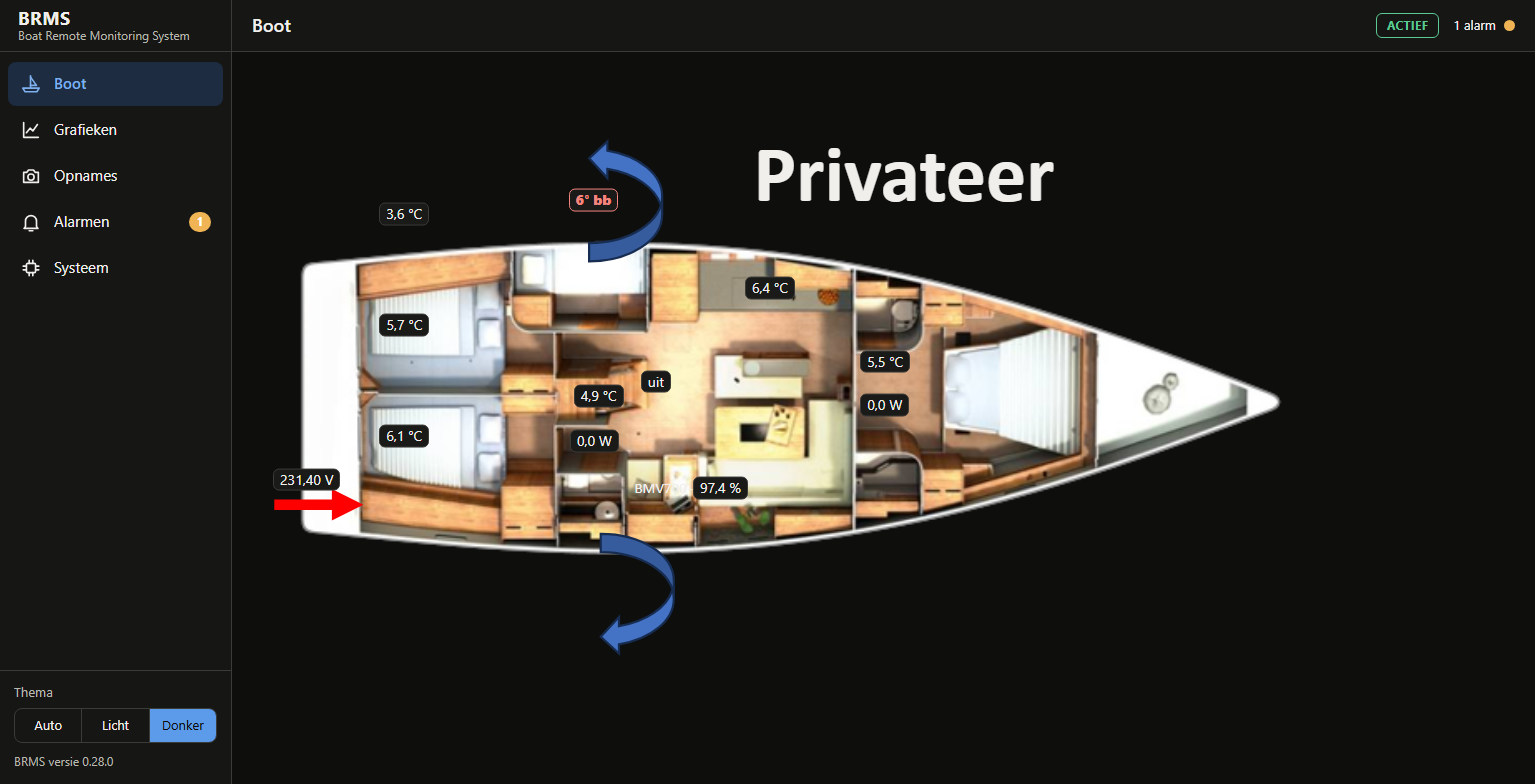 BRMS
Boat Remote Monitoring System
Boot
ACTIEF
1 alarm
Boot
Grafieken
Opnames
Alarmen
1
Systeem
Privateer
6° bb
3,6 °C
6,4 °C
5,7 °C
5,5 °C
uit
4,9 °C
0,0 W
6,1 °C
0,0 W
231,40 V
97,4 %
Thema
Auto
Licht
Donker
BRMS versie 0.28.0